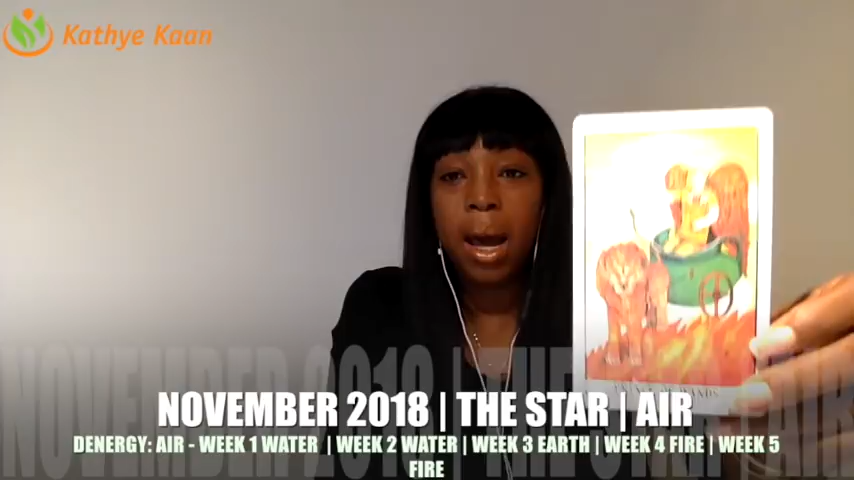 Kathye Kaan
NOVEMBER 2018 | THE STAR | AIR
DENERGY: AIR - WEEK 1 WATER | WEEK 2 WATER | WEEK 3 EARTH | WEEK 4 FIRE | WEEK 5
FIRE